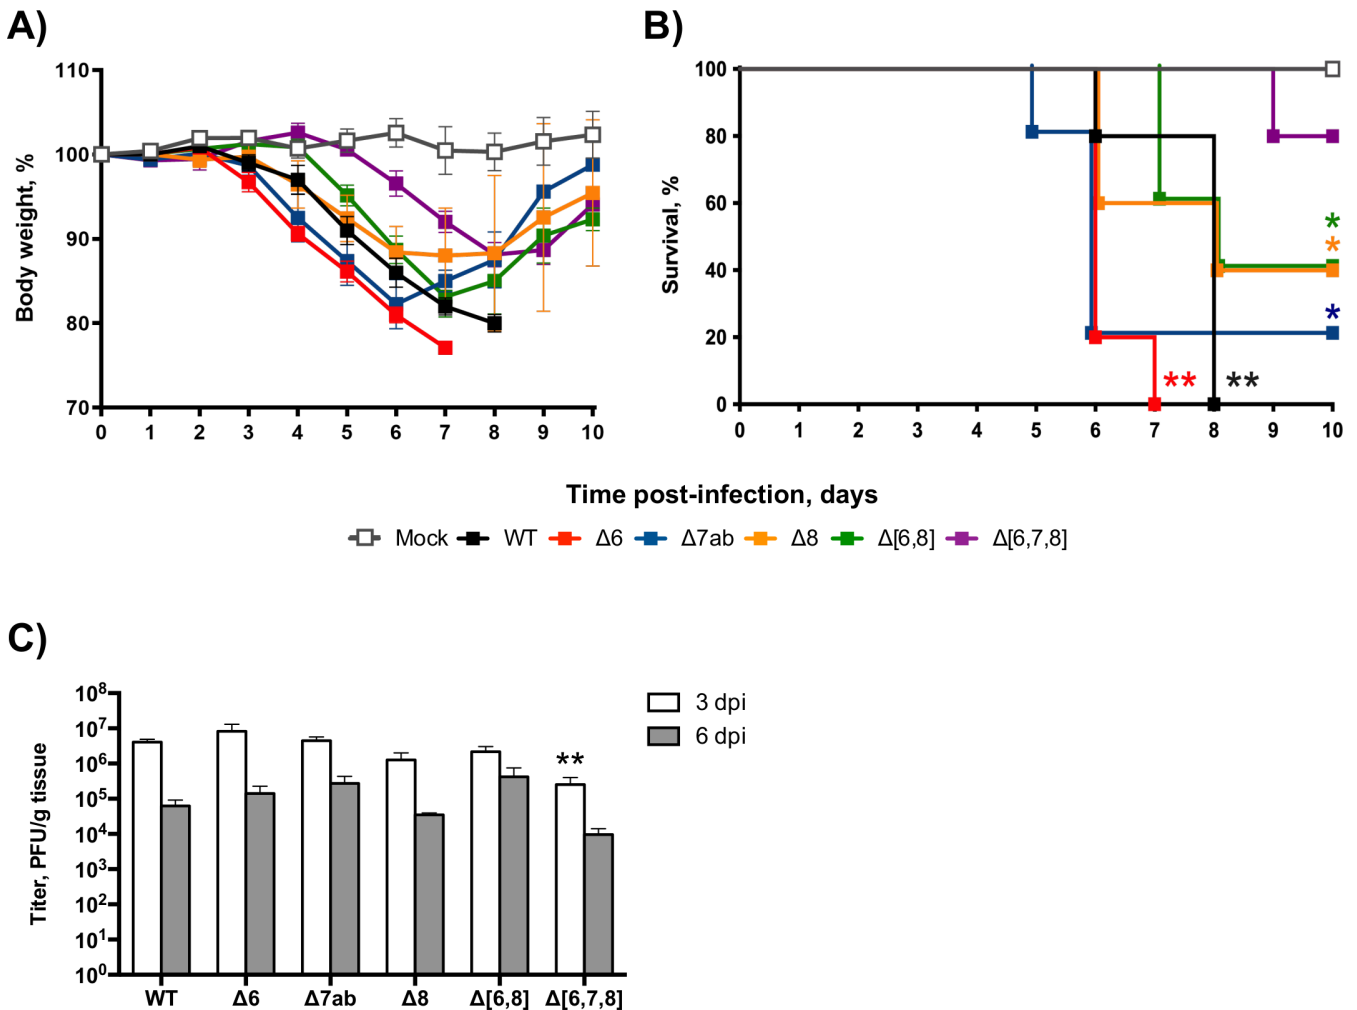 A)
B)
110
100
90
80
70
Body weight, %
0 1 2 3 4 5 6 7 8 9 10
100
80
60
40
20
0
Survival, %
*
*
*
** **
0 1 2 3 4 5 6 7 8 9 10
Time post-infection, days
Mock WT Δ6 Δ7ab Δ8 Δ[6,8] Δ[6,7,8]
C)
10⁸
10⁷
10⁶
10⁵
10⁴
10³
10²
10¹
10⁰
Titer, PFU/g tissue
**
WT Δ6 Δ7ab Δ8 Δ[6,8] Δ[6,7,8]
3 dpi
6 dpi